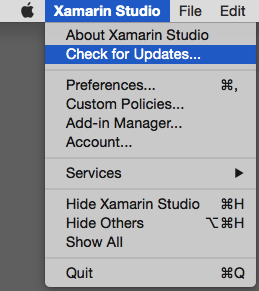 Xamarin Studio File Edit
About Xamarin Studio
Check for Updates...
Preferences... ⌘,
Custom Policies...
Add-in Manager...
Account...
Services ▶
Hide Xamarin Studio ⌘H
Hide Others ⌥⌘H
Show All
Quit ⌘Q